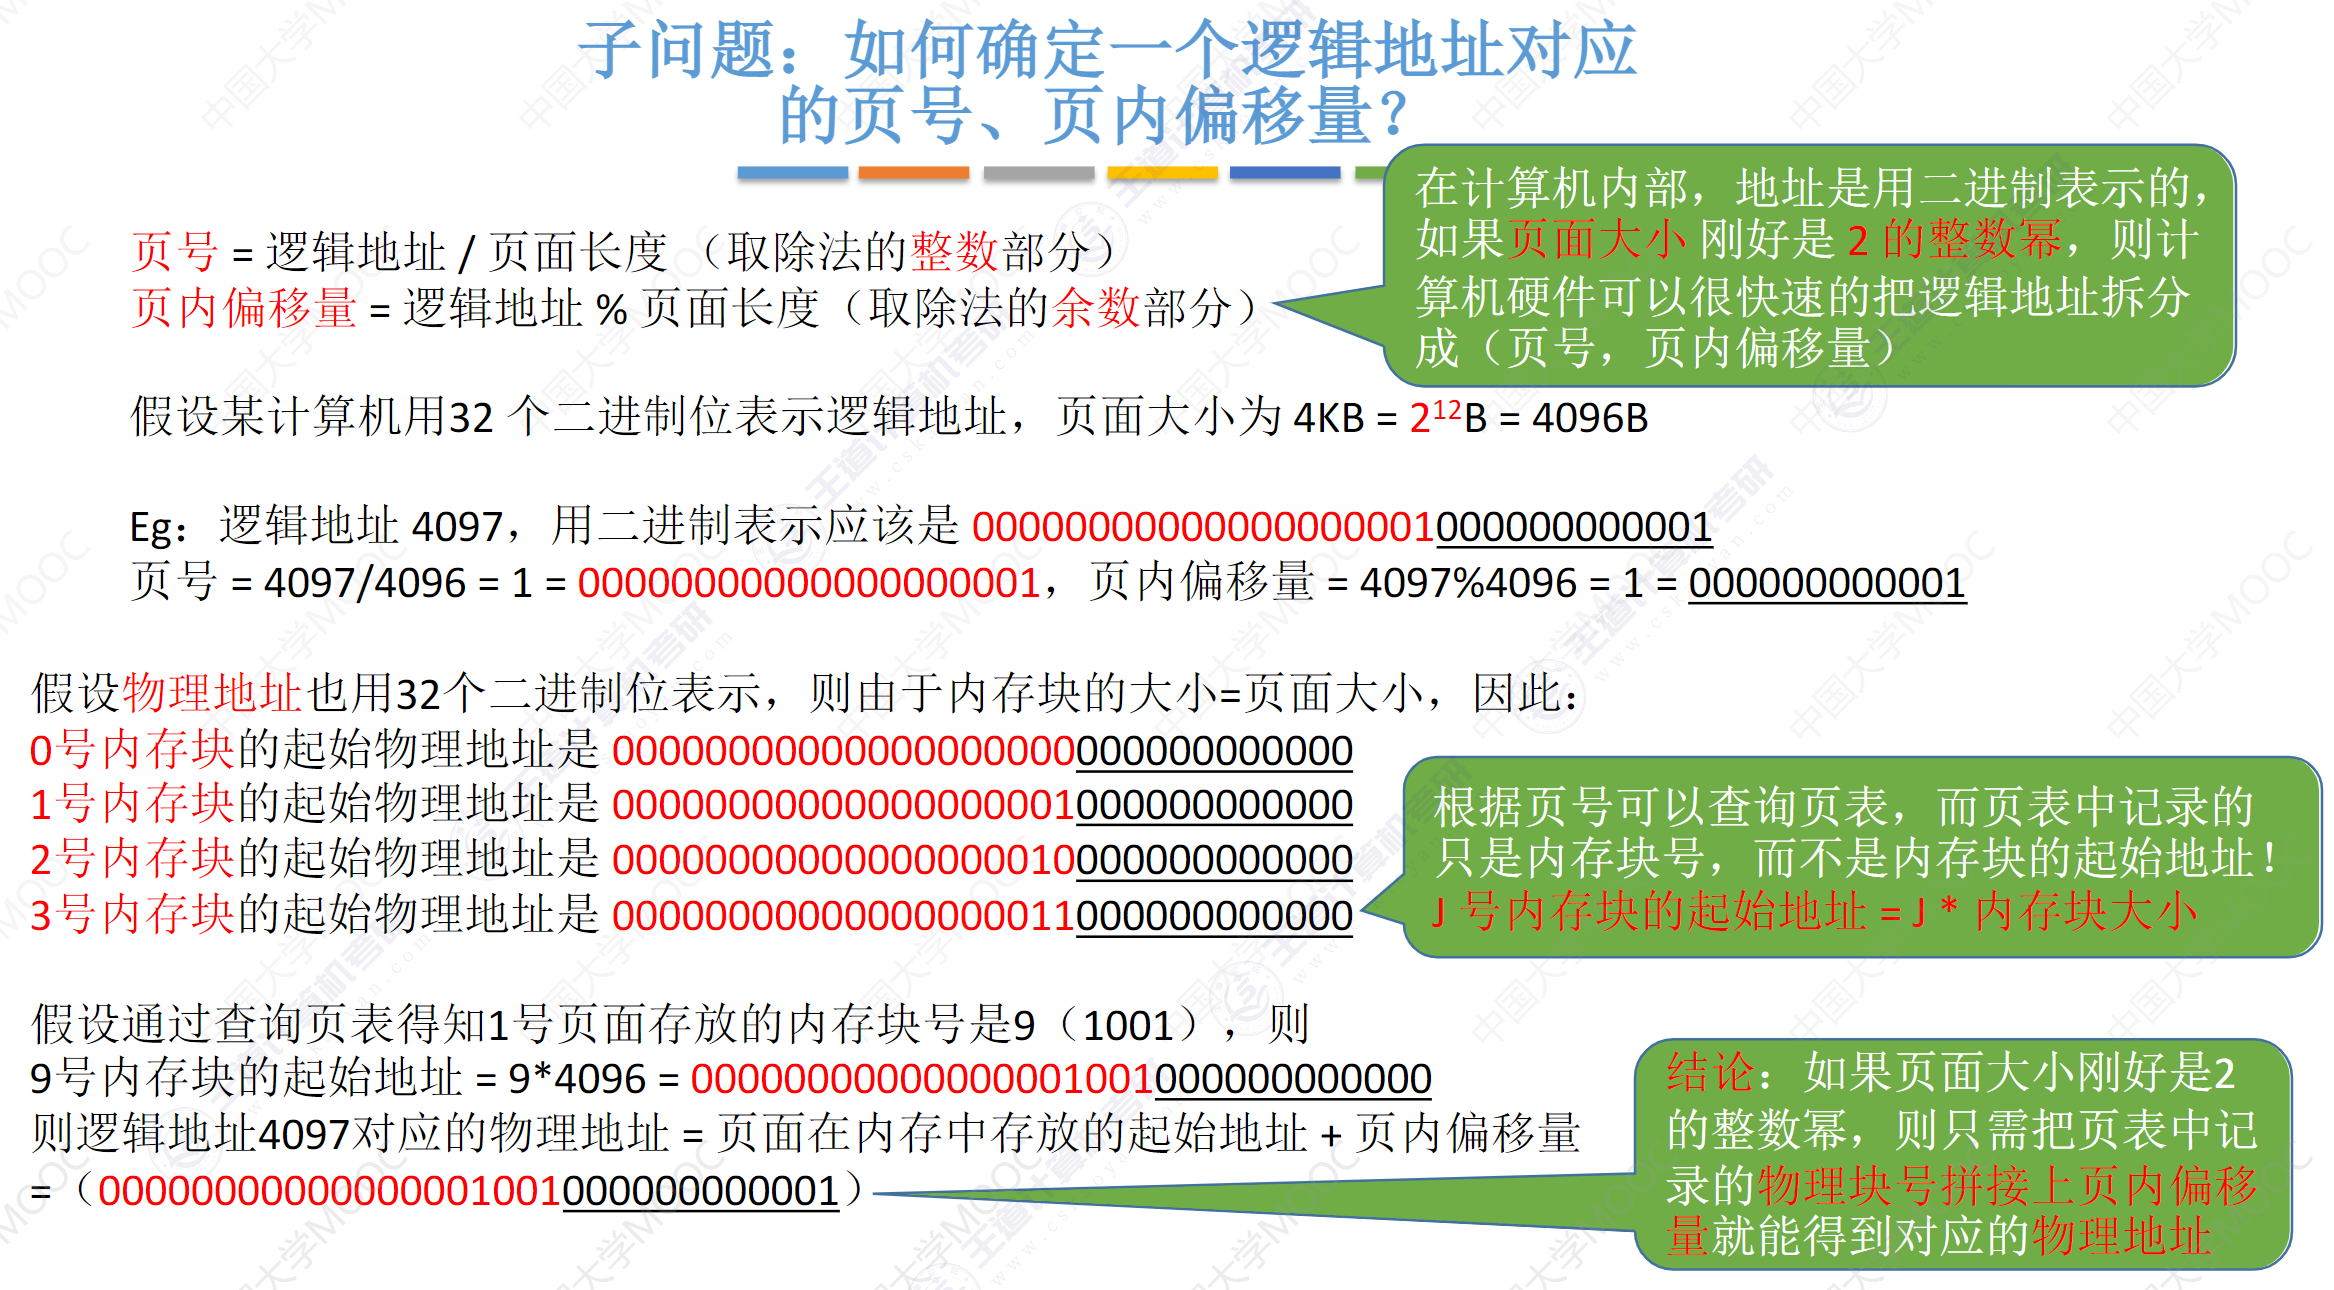 子问题：如何确定一个逻辑地址对应
的页号、页内偏移量？
页号 = 逻辑地址 / 页面长度 （取除法的整数部分）
页内偏移量 = 逻辑地址 % 页面长度（取除法的余数部分）
在计算机内部，地址是用二进制表示的，
如果页面大小 刚好是 2 的整数幂，则计
算机硬件可以很快速的把逻辑地址拆分
成（页号，页内偏移量）
假设某计算机用32 个二进制位表示逻辑地址，页面大小为 4KB = 2^12B = 4096B
Eg：逻辑地址 4097，用二进制表示应该是 00000000000000000001000000000001
页号 = 4097/4096 = 1 = 00000000000000000001，页内偏移量 = 4097%4096 = 1 = 000000000001
假设物理地址也用32个二进制位表示，则由于内存块的大小=页面大小，因此：
0号内存块的起始物理地址是 00000000000000000000000000000000
1号内存块的起始物理地址是 00000000000000000001000000000000
2号内存块的起始物理地址是 00000000000000000010000000000000
3号内存块的起始物理地址是 00000000000000000011000000000000
根据页号可以查询页表，而页表中记录的
只是内存块号，而不是内存块的起始地址！
J 号内存块的起始地址 = J * 内存块大小
假设通过查询页表得知1号页面存放的内存块号是9（1001），则
9号内存块的起始地址 = 9*4096 = 00000000000000001001000000000000
则逻辑地址4097对应的物理地址 = 页面在内存中存放的起始地址 + 页内偏移量
=（00000000000000001001000000000001）
结论：如果页面大小刚好是2
的整数幂，则只需把页表中记
录的物理块号拼接上页内偏移
量就能得到对应的物理地址